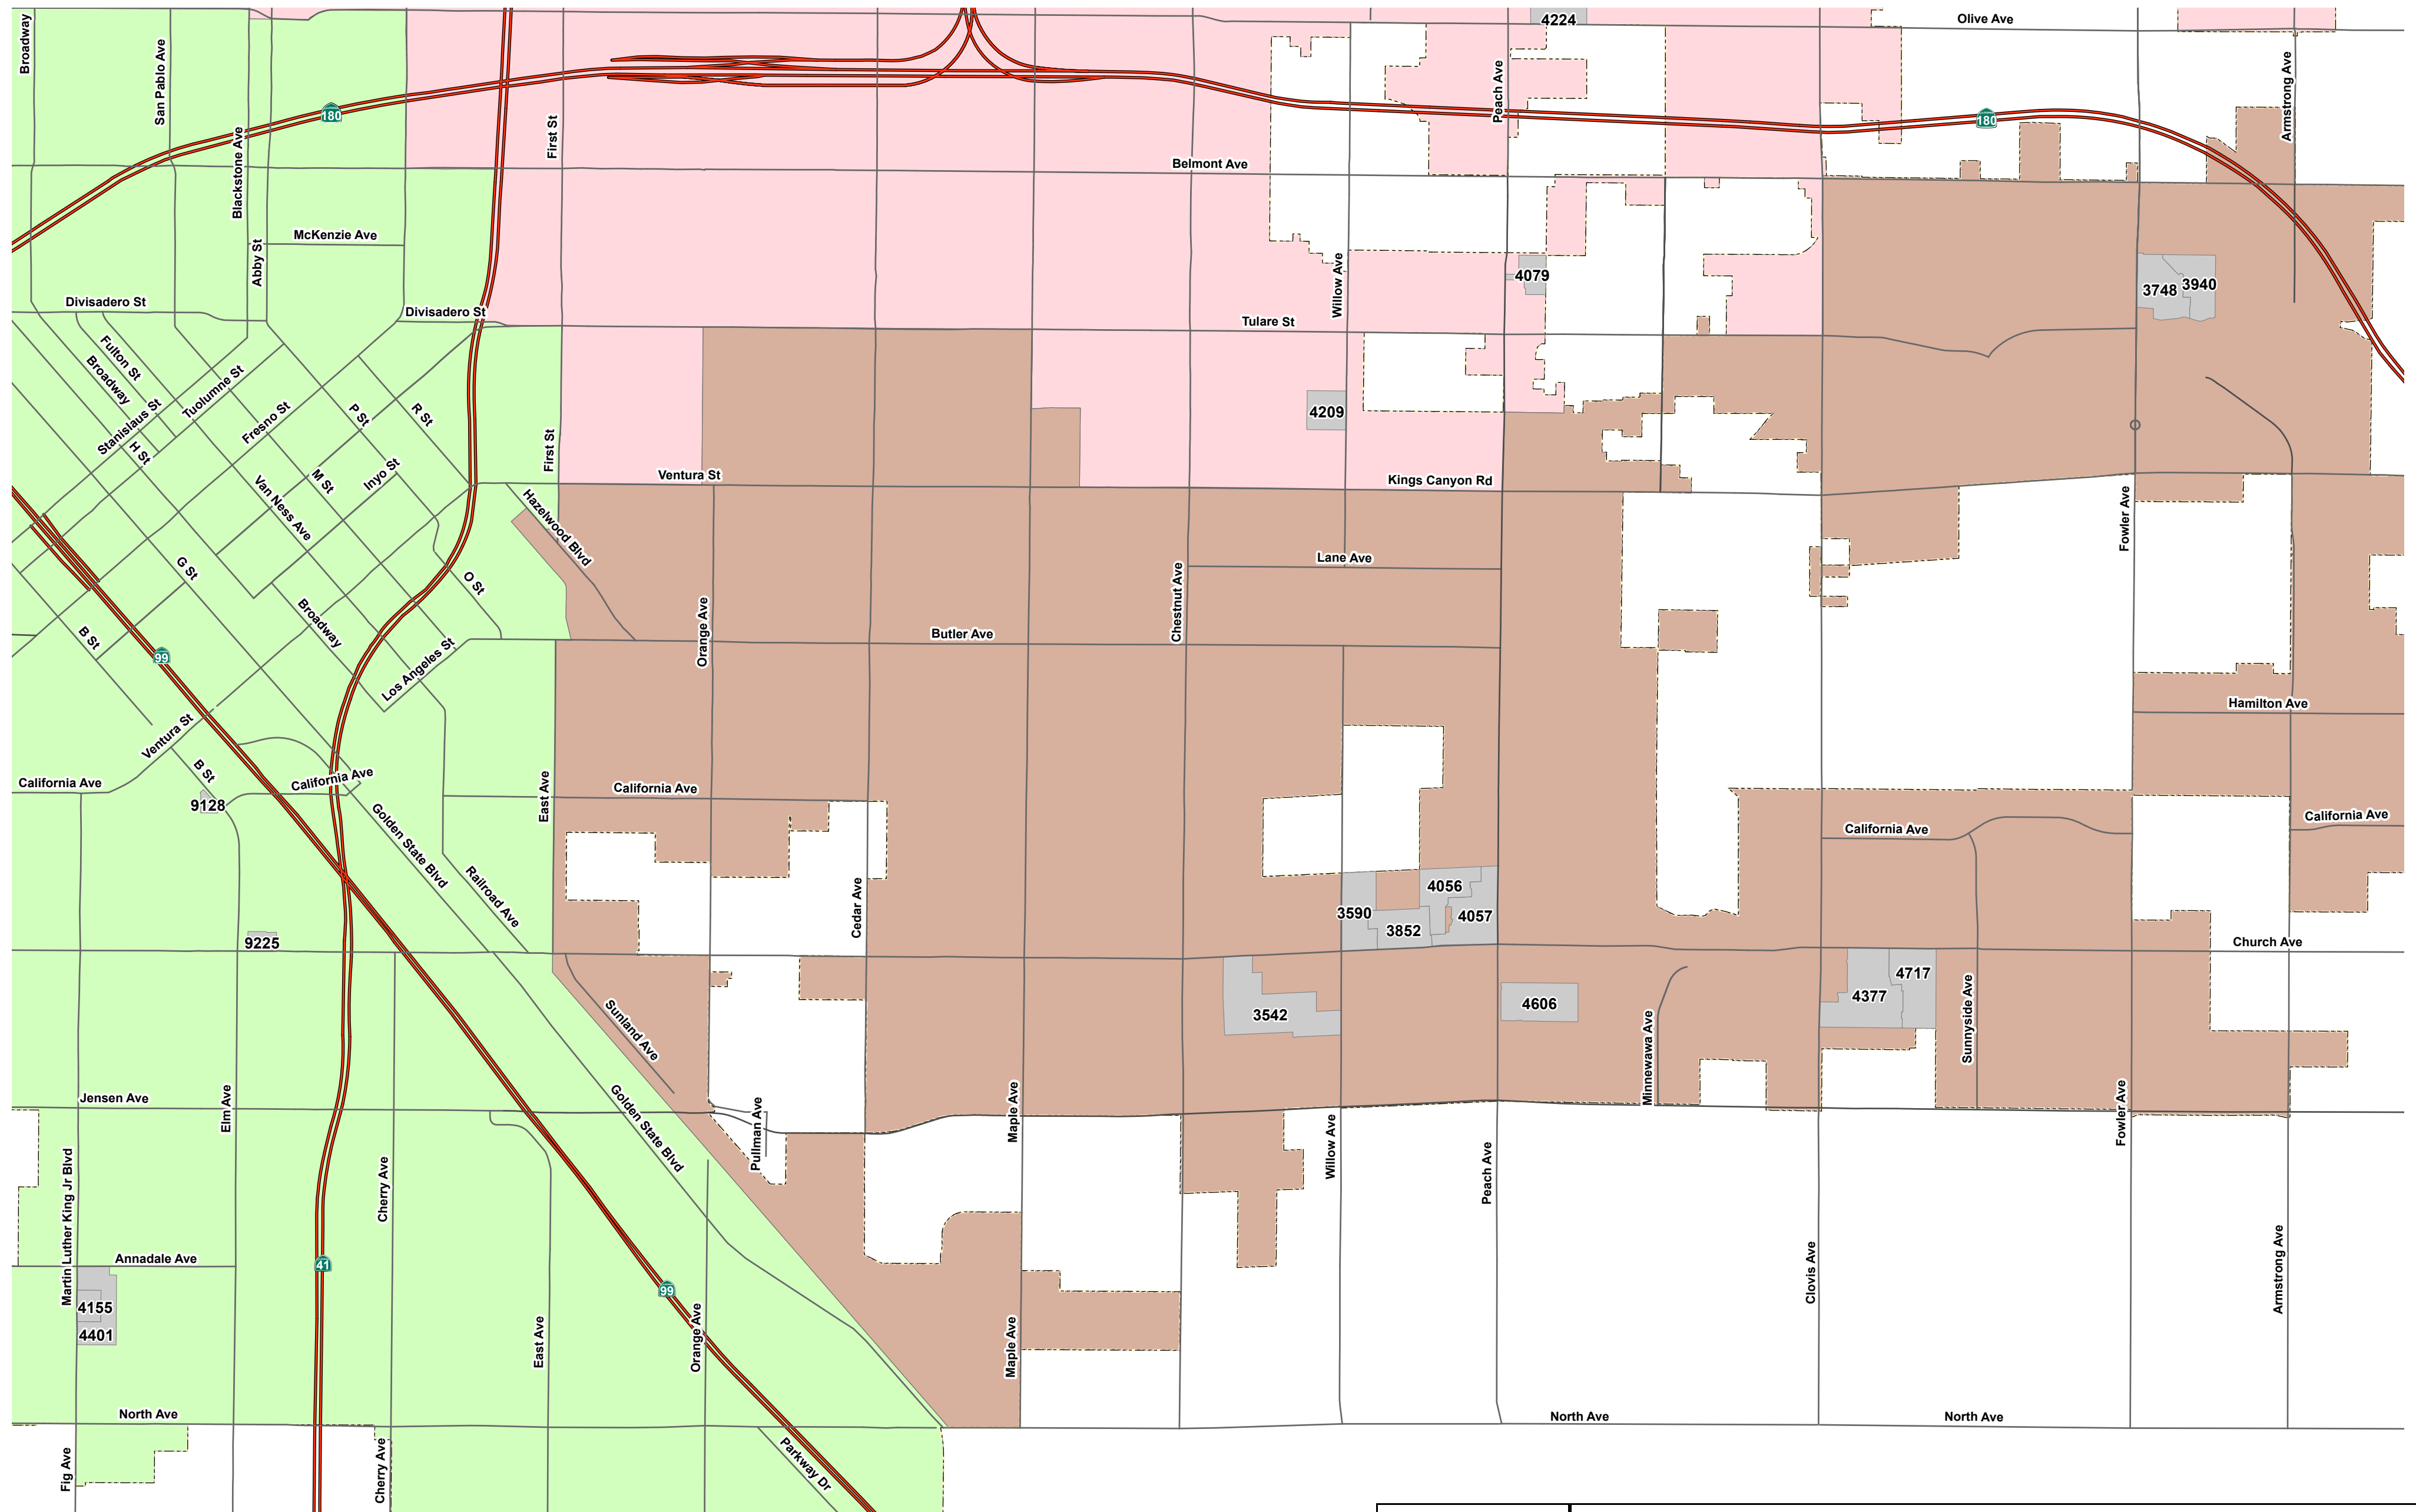 Olive Ave
4224
Broadway
San Pablo Ave
Blackstone Ave
180
First St
Peach Ave
180
Armstrong Ave
Belmont Ave
McKenzie Ave
Abby St
Willow Ave
4079
3748
3940
Divisadero St
Divisadero St
Tulare St
Fulton St
Broadway
Tuolumne St
Stanislaus St
Fresno St
P St
R St
H St
4209
First St
Ventura St
Kings Canyon Rd
M St
Inyo St
Van Ness Ave
Hazelwood Blvd
Fowler Ave
Lane Ave
G St
O St
Orange Ave
Chestnut Ave
Broadway
B St
99
Butler Ave
Los Angeles St
Hamilton Ave
Ventura St
B St
California Ave
California Ave
East Ave
California Ave
9128
Golden State Blvd
California Ave
California Ave
Railroad Ave
Cedar Ave
4056
3590
4057
3852
9225
Church Ave
4717
4377
Sunnyside Ave
4606
3542
Sunland Ave
Minnewawa Ave
Jensen Ave
Elm Ave
Golden State Blvd
Pullman Ave
Maple Ave
Fowler Ave
Willow Ave
Peach Ave
Martin Luther King Jr Blvd
Cherry Ave
Annadale Ave
41
99
Clovis Ave
Armstrong Ave
4155
4401
East Ave
Orange Ave
Maple Ave
North Ave
North Ave
North Ave
Fig Ave
Cherry Ave
Parkway Dr